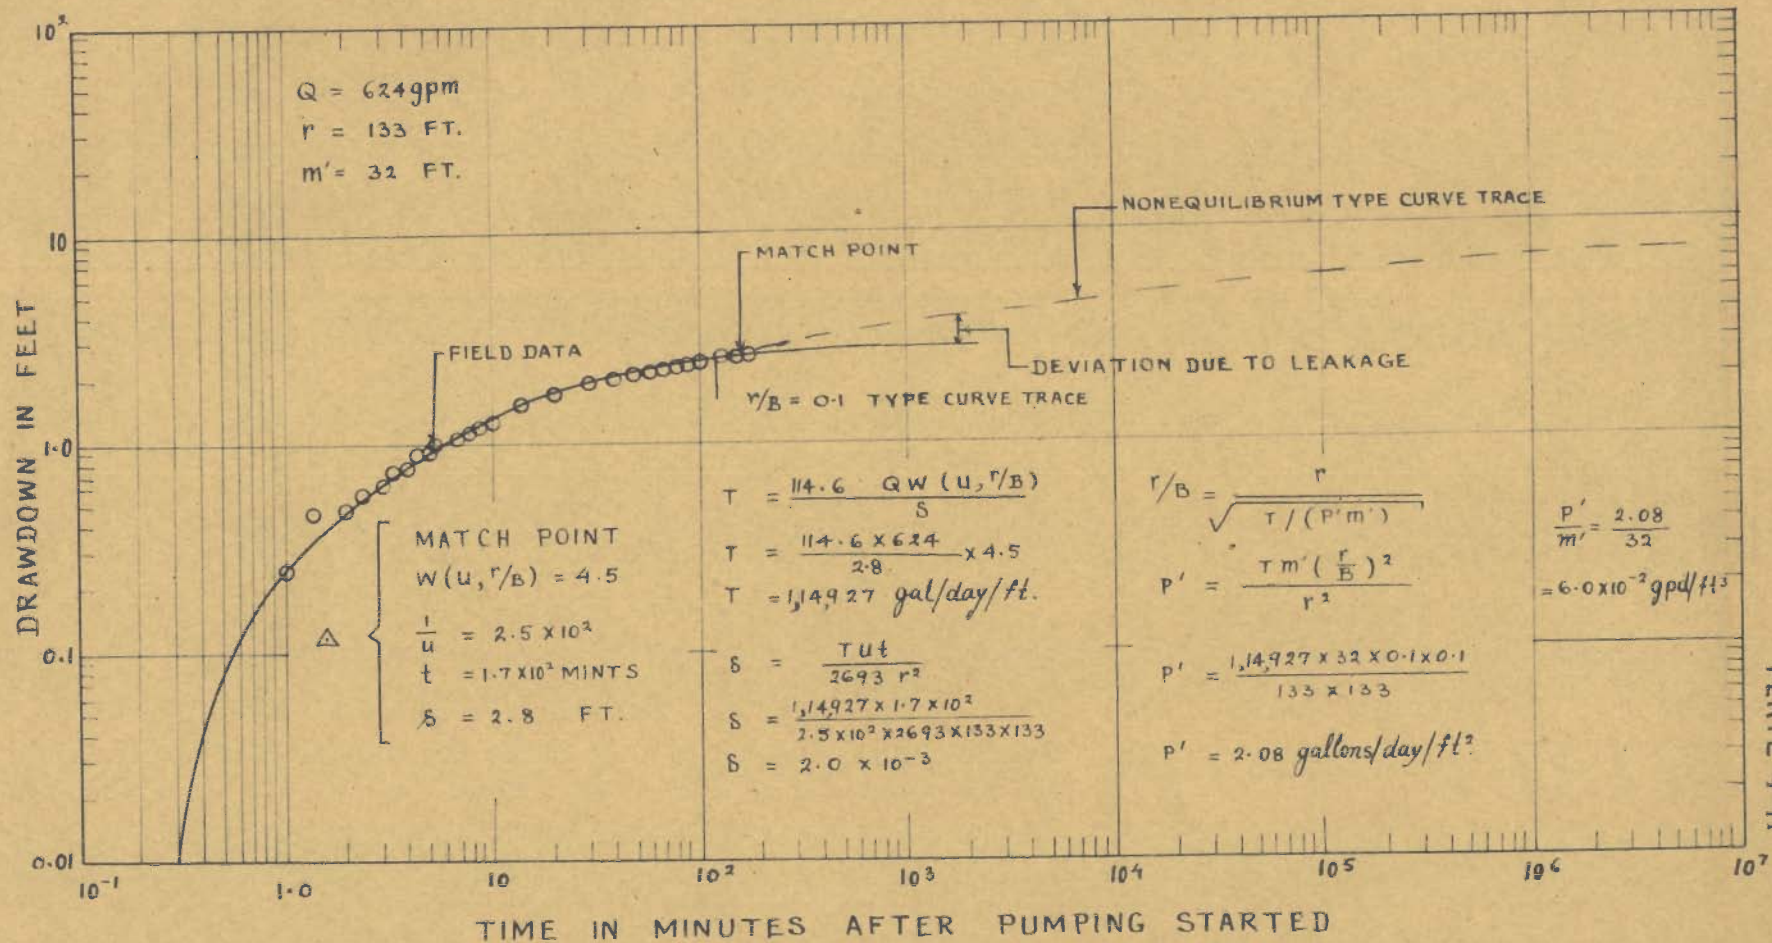 10²
10
1.0
0.1
0.01
DRAWDOWN IN FEET
Q = 624gpm
r = 133 FT.
m' = 32 FT.
NONEQUILIBRIUM TYPE CURVE TRACE
MATCH POINT
FIELD DATA
DEVIATION DUE TO LEAKAGE
r/B = 0.1 TYPE CURVE TRACE
MATCH POINT
W(u, r/B) = 4.5
1/u = 2.5 x 10²
t = 1.7 x 10² MINTS
s = 2.8 FT.
T = 114.6 QW (u, r/B) / S
T = 114.6 x 624 / 2.8 x 4.5
T = 1,14,927 gal/day/ft.
S = Tut / 2693 r²
S = 1,14,927 x 1.7 x 10² / 2.5 x 10² x 2693 x 133 x 133
S = 2.0 x 10⁻³
r/B = r / √T/(P'm')
P' = Tm'(r/B)² / r²
P' = 1,14,927 x 32 x 0.1 x 0.1 / 133 x 133
P' = 2.08 gallons/day/ft²
P'/m' = 2.08/32
= 6.0 x 10⁻² gpd/ft³
10⁻¹ 1.0 10 10² 10³ 10⁴ 10⁵ 10⁶ 10⁷
TIME IN MINUTES AFTER PUMPING STARTED